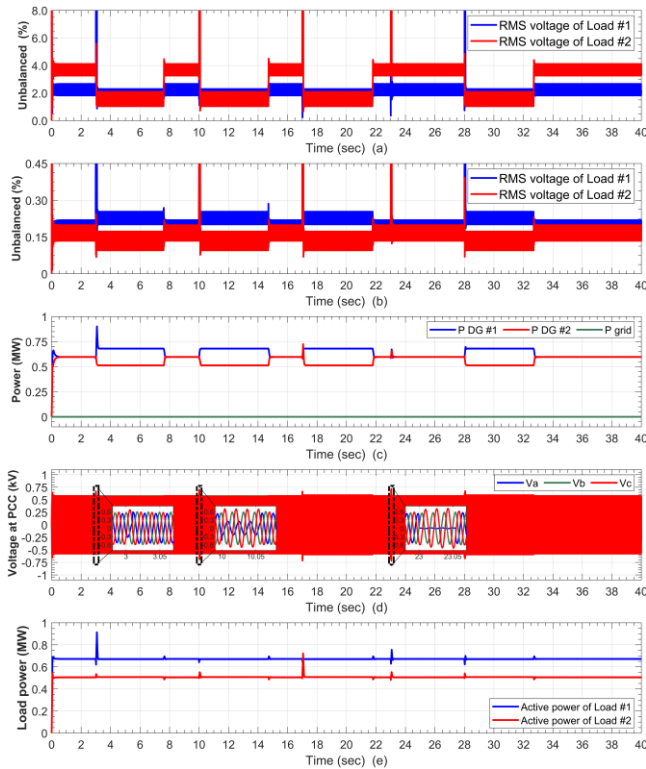 8.0
6.0
4.0
2.0
0.0
Unbalanced (%)
RMS voltage of Load #1
RMS voltage of Load #2
0 2 4 6 8 10 12 14 16 18 20 22 24 26 28 30 32 34 36 38 40
Time (sec) (a)
0.45
0.30
0.15
0
Unbalanced (%)
RMS voltage of Load #1
RMS voltage of Load #2
0 2 4 6 8 10 12 14 16 18 20 22 24 26 28 30 32 34 36 38 40
Time (sec) (b)
1
0.75
0.5
0.25
0
Power (MW)
P DG #1 P DG #2 P grid
0 2 4 6 8 10 12 14 16 18 20 22 24 26 28 30 32 34 36 38 40
Time (sec) (c)
1
0.75
0.5
0.25
0
-0.25
-0.5
-0.75
-1
Voltage at PCC (kV)
Va Vb Vc
3 3.05
10 10.05
23 23.05
0 2 4 6 8 10 12 14 16 18 20 22 24 26 28 30 32 34 36 38 40
Time (sec) (d)
1
0.8
0.6
0.4
0.2
0
Load power (MW)
Active power of Load #1
Active power of Load #2
0 2 4 6 8 10 12 14 16 18 20 22 24 26 28 30 32 34 36 38 40
Time (sec) (e)